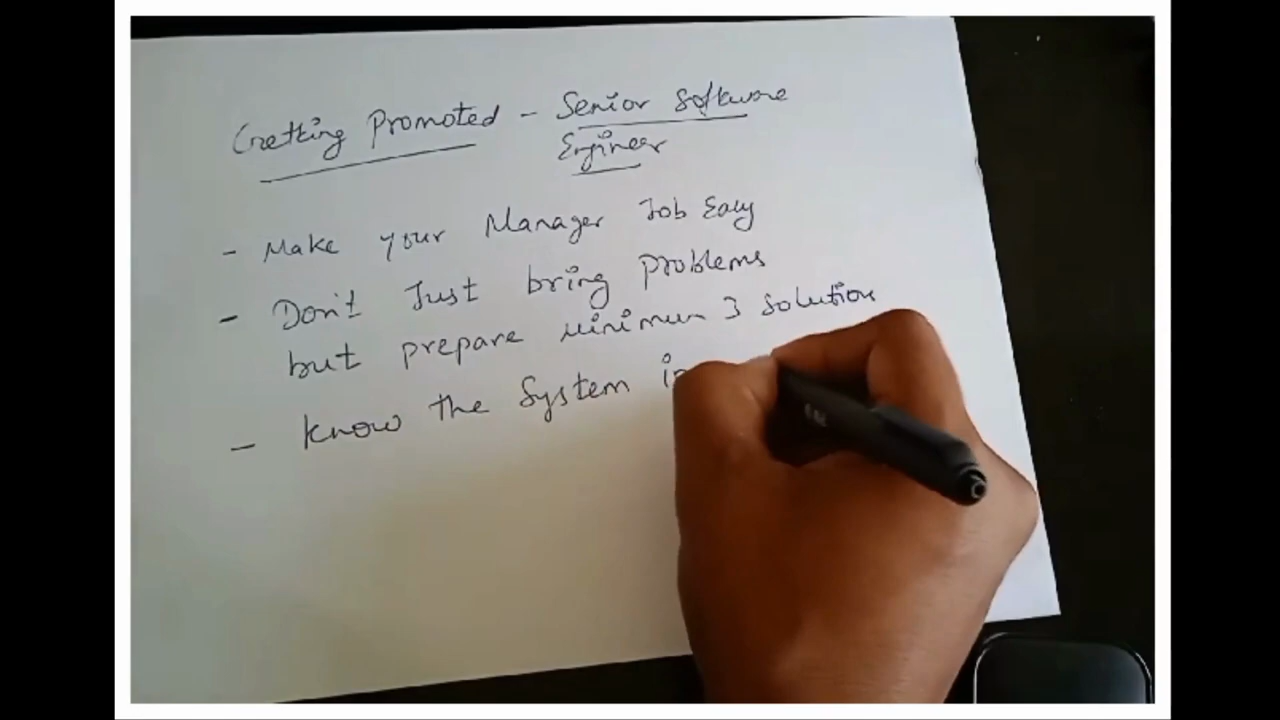 Getting Promoted - Senior Software
Engineer
- Make your Manager Job Easy
- Don't Just bring Problems
but prepare minimum 3 solution
- Know the System